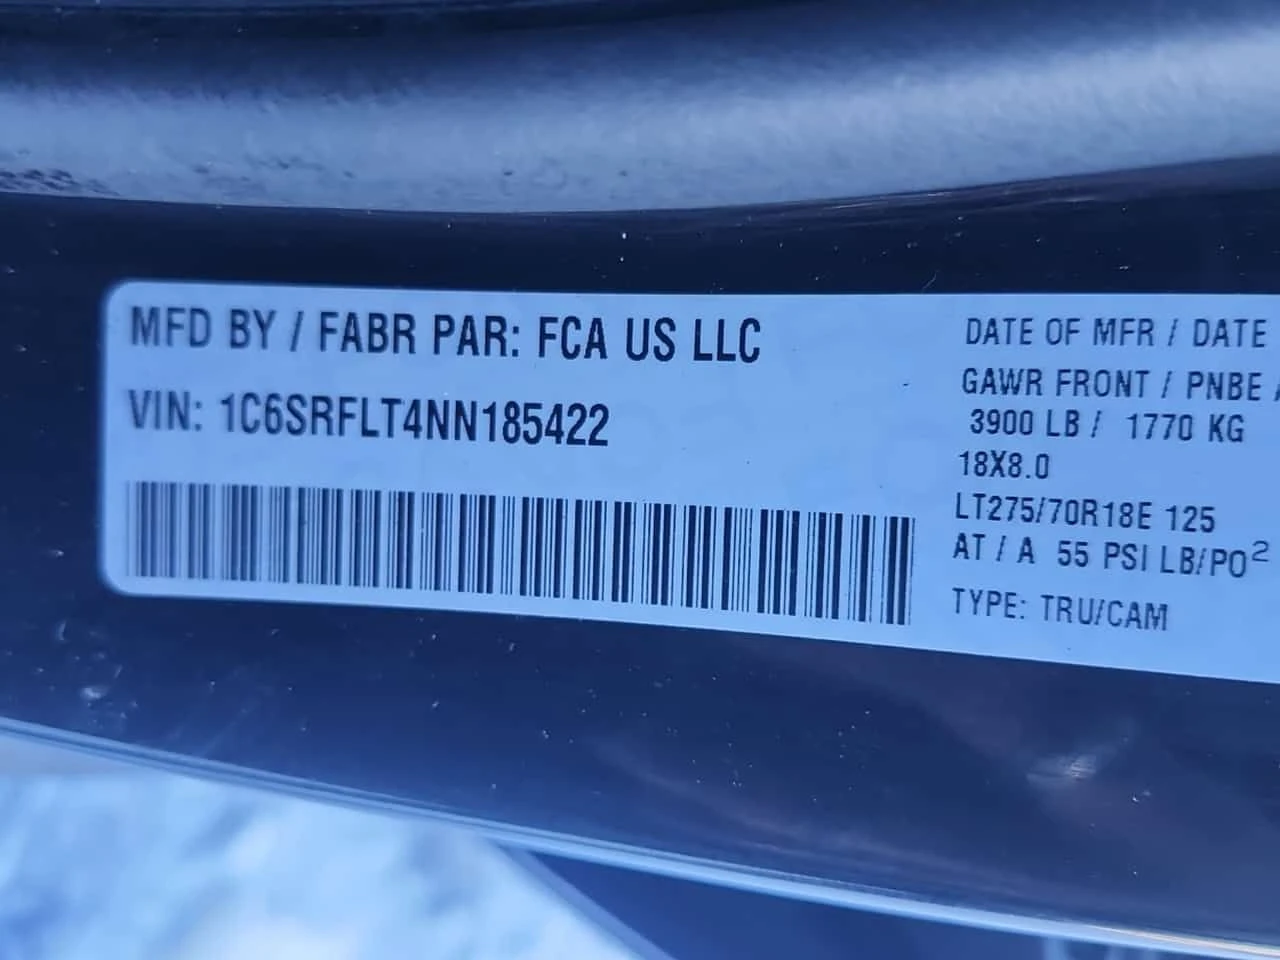 MFD BY / FABR PAR: FCA US LLC
VIN: 1C6SRFLT4NN185422
DATE OF MFR / DATE
GAWR FRONT / PNBE
3900 LB / 1770 KG
18X8.0
LT275/70R18E 125
AT / A 55 PSI LB/PO²
TYPE: TRU/CAM